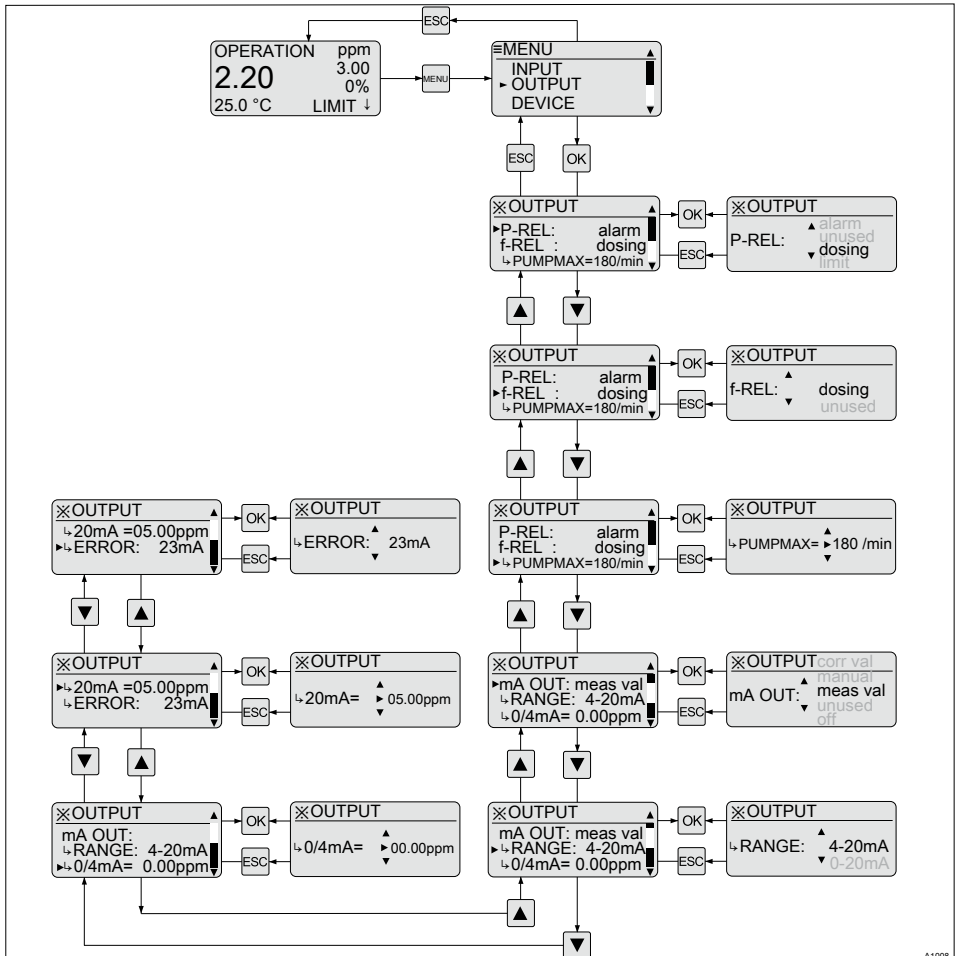 ESC
OPERATION ppm
2.20 3.00
0%
25.0 °C LIMIT ↓
MENU
≡MENU ▲
INPUT
► OUTPUT
DEVICE ▼
ESC
OK
※OUTPUT ▲
►P-REL: alarm
f-REL : dosing
↳PUMPMAX=180/min ▼
OK
ESC
※OUTPUT
▲ alarm
unused
P-REL: dosing
▼ limit
▲
▼
※OUTPUT ▲
P-REL: alarm
►f-REL : dosing
↳PUMPMAX=180/min ▼
OK
ESC
※OUTPUT
▲
f-REL: dosing
▼ unused
▲
▼
※OUTPUT ▲
P-REL: alarm
f-REL : dosing
►↳PUMPMAX=180/min ▼
OK
ESC
※OUTPUT
▲
↳PUMPMAX= ►180 /min
▼
▲
▼
※OUTPUT ▲
►mA OUT: meas val
↳RANGE: 4-20mA
↳0/4mA= 0.00ppm ▼
OK
ESC
※OUTPUT corr val
▲ manual
mA OUT: meas val
▼ unused
off
▲
▼
※OUTPUT ▲
mA OUT: meas val
►↳RANGE: 4-20mA
↳0/4mA= 0.00ppm ▼
OK
ESC
※OUTPUT
▲
↳RANGE: 4-20mA
▼ 0-20mA
▲
▼
※OUTPUT ▲
↳20mA =05.00ppm
►↳ERROR: 23mA ▼
OK
ESC
※OUTPUT
▲
↳ERROR: 23mA
▼
▼
▲
※OUTPUT ▲
►↳20mA =05.00ppm
↳ERROR: 23mA ▼
OK
ESC
※OUTPUT
▲
↳20mA= ► 05.00ppm
▼
▼
▲
※OUTPUT ▲
mA OUT:
↳RANGE: 4-20mA
►↳0/4mA= 0.00ppm ▼
OK
ESC
※OUTPUT
▲
↳0/4mA= ►00.00ppm
▼
A1008